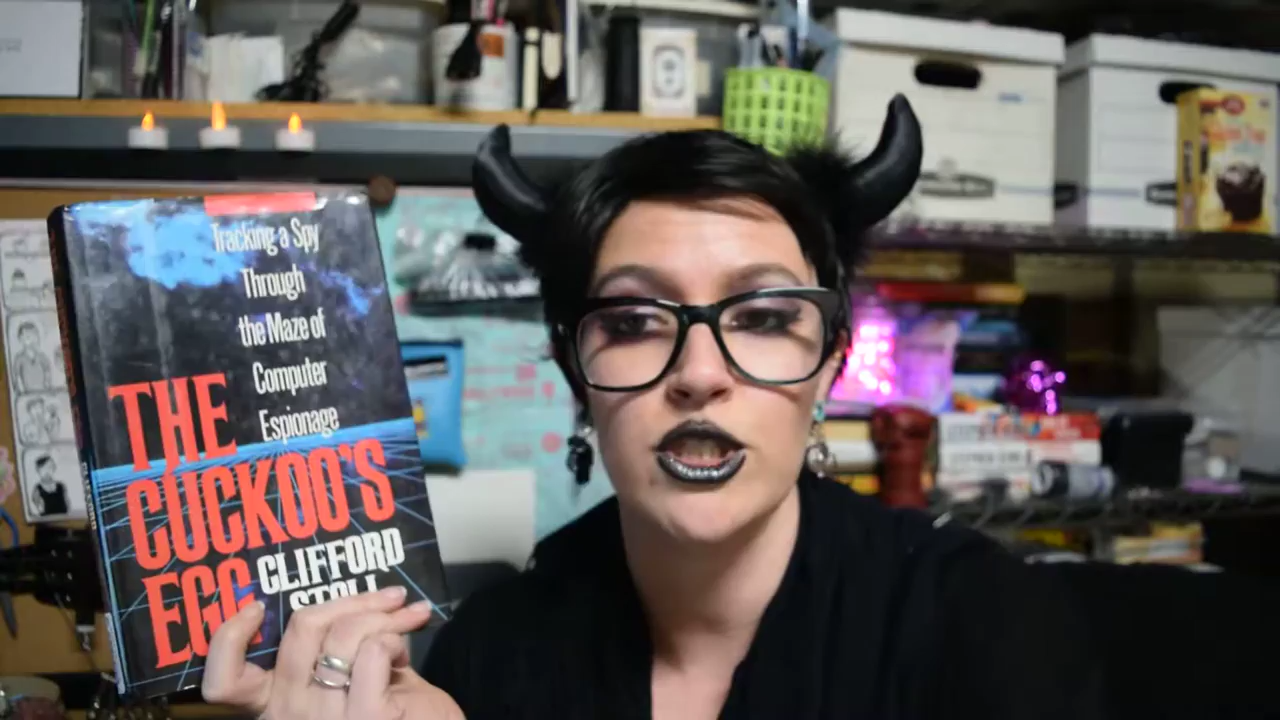 Tracking a Spy
Through
the Maze of
Computer
Espionage
THE
CUCKOO'S
EGG
CLIFFORD
STOLL